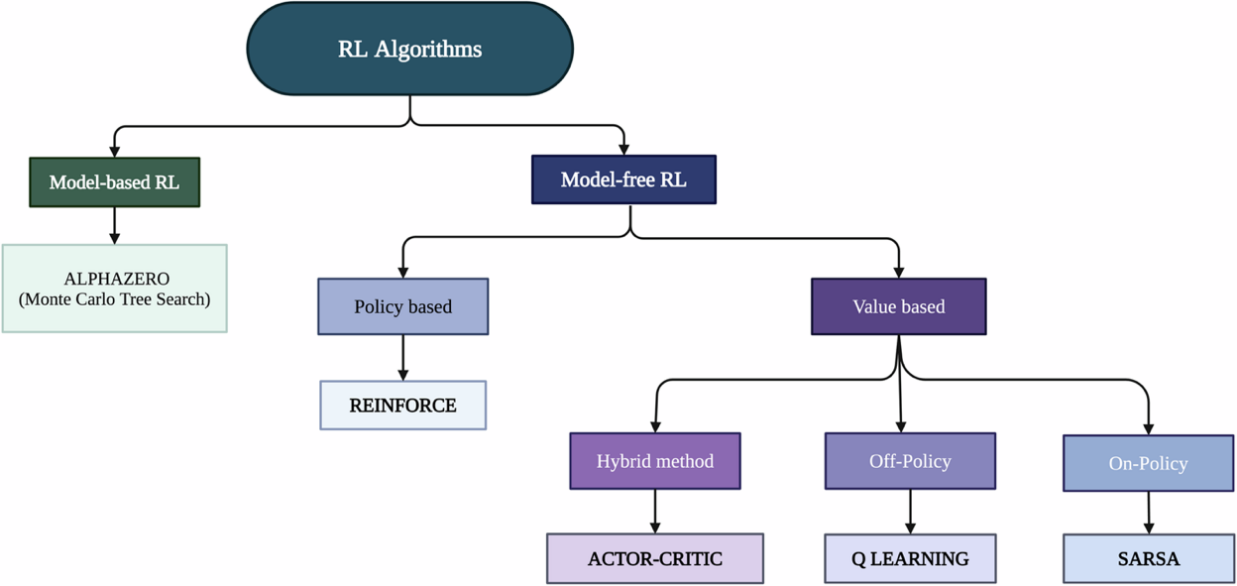 RL Algorithms
Model-based RL
Model-free RL
ALPHAZERO
(Monte Carlo Tree Search)
Policy based
Value based
REINFORCE
Hybrid method
Off-Policy
On-Policy
ACTOR-CRITIC
Q LEARNING
SARSA